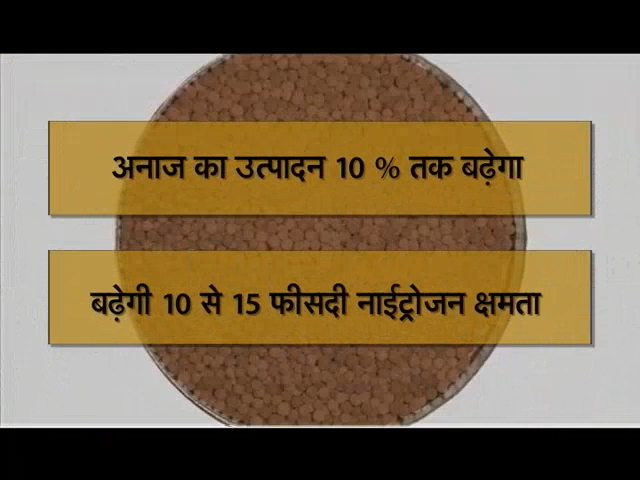 अनाज का उत्पादन 10 % तक बढ़ेगा
बढ़ेगी 10 से 15 फीसदी नाईट्रोजन क्षमता